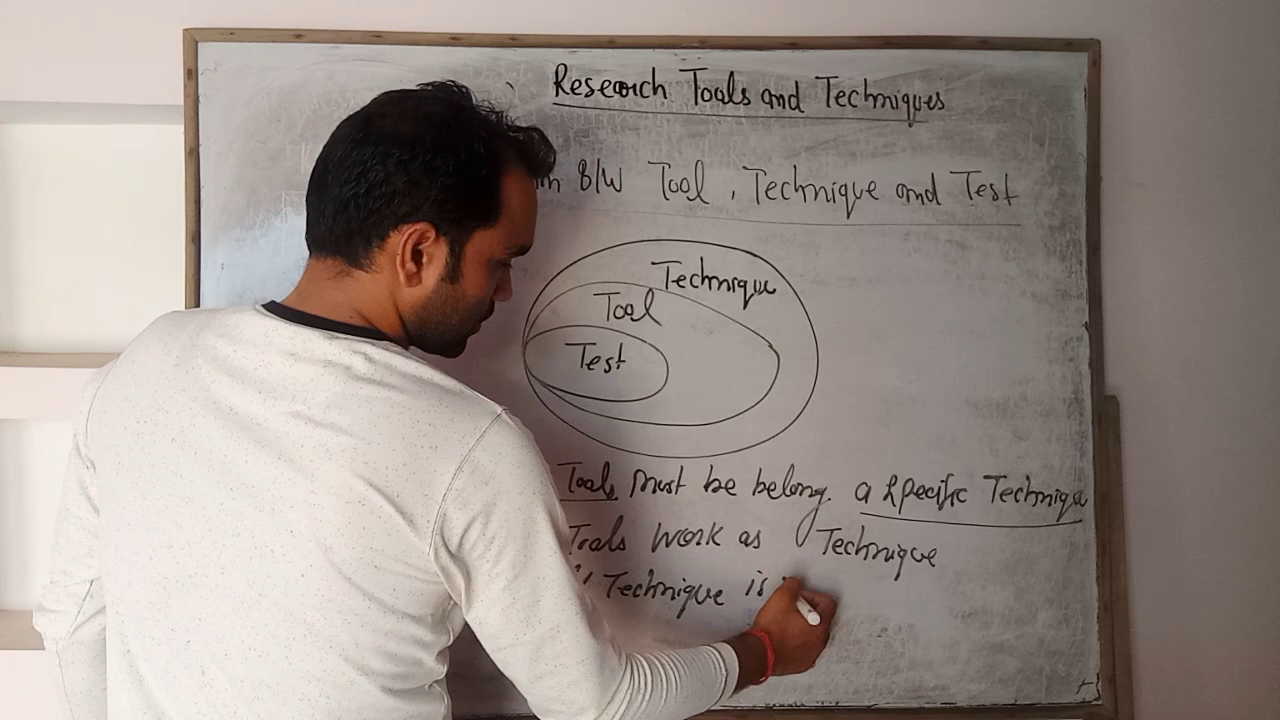 Research Tools and Techniques
B/W Tool, Technique and Test
Technique
Tool
Test
Tools must be belong. a specific Technique
Tools work as Technique
Technique is